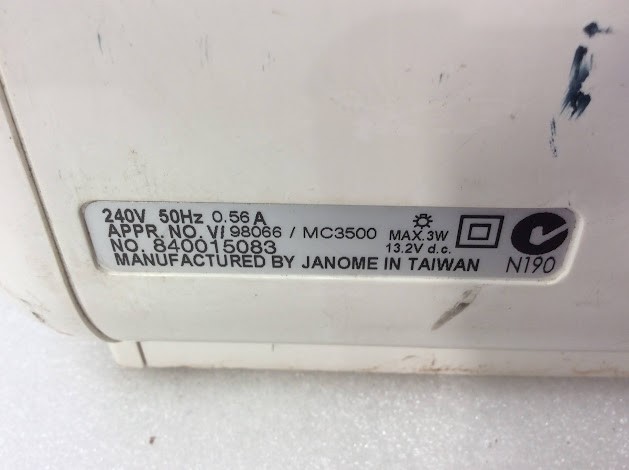 240V 50Hz 0.56 A
APPR. NO. V/ 98066 / MC3500
NO. 840015083
MANUFACTURED BY JANOME IN TAIWAN
MAX. 3W
13.2V d.c.
N190